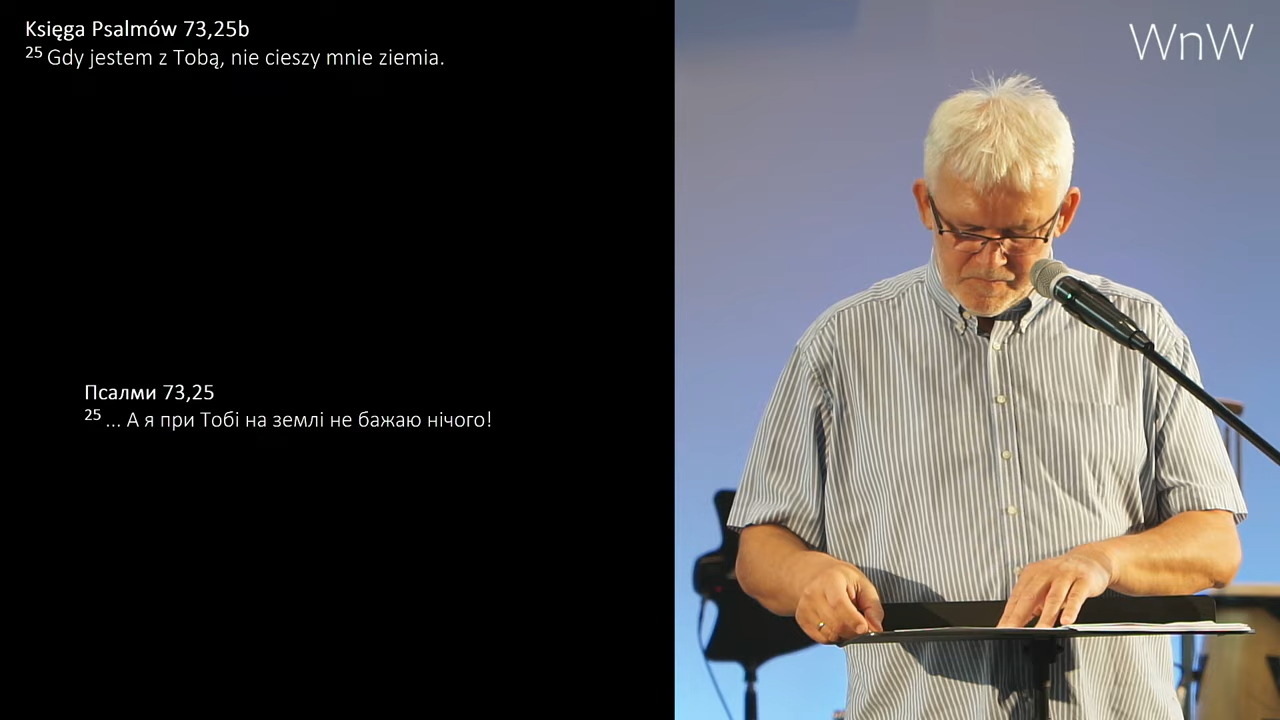 Księga Psalmów 73,25b
25 Gdy jestem z Tobą, nie cieszy mnie ziemia.
WnW
Псалми 73,25
25 ... А я при Тобі на землі не бажаю нічого!